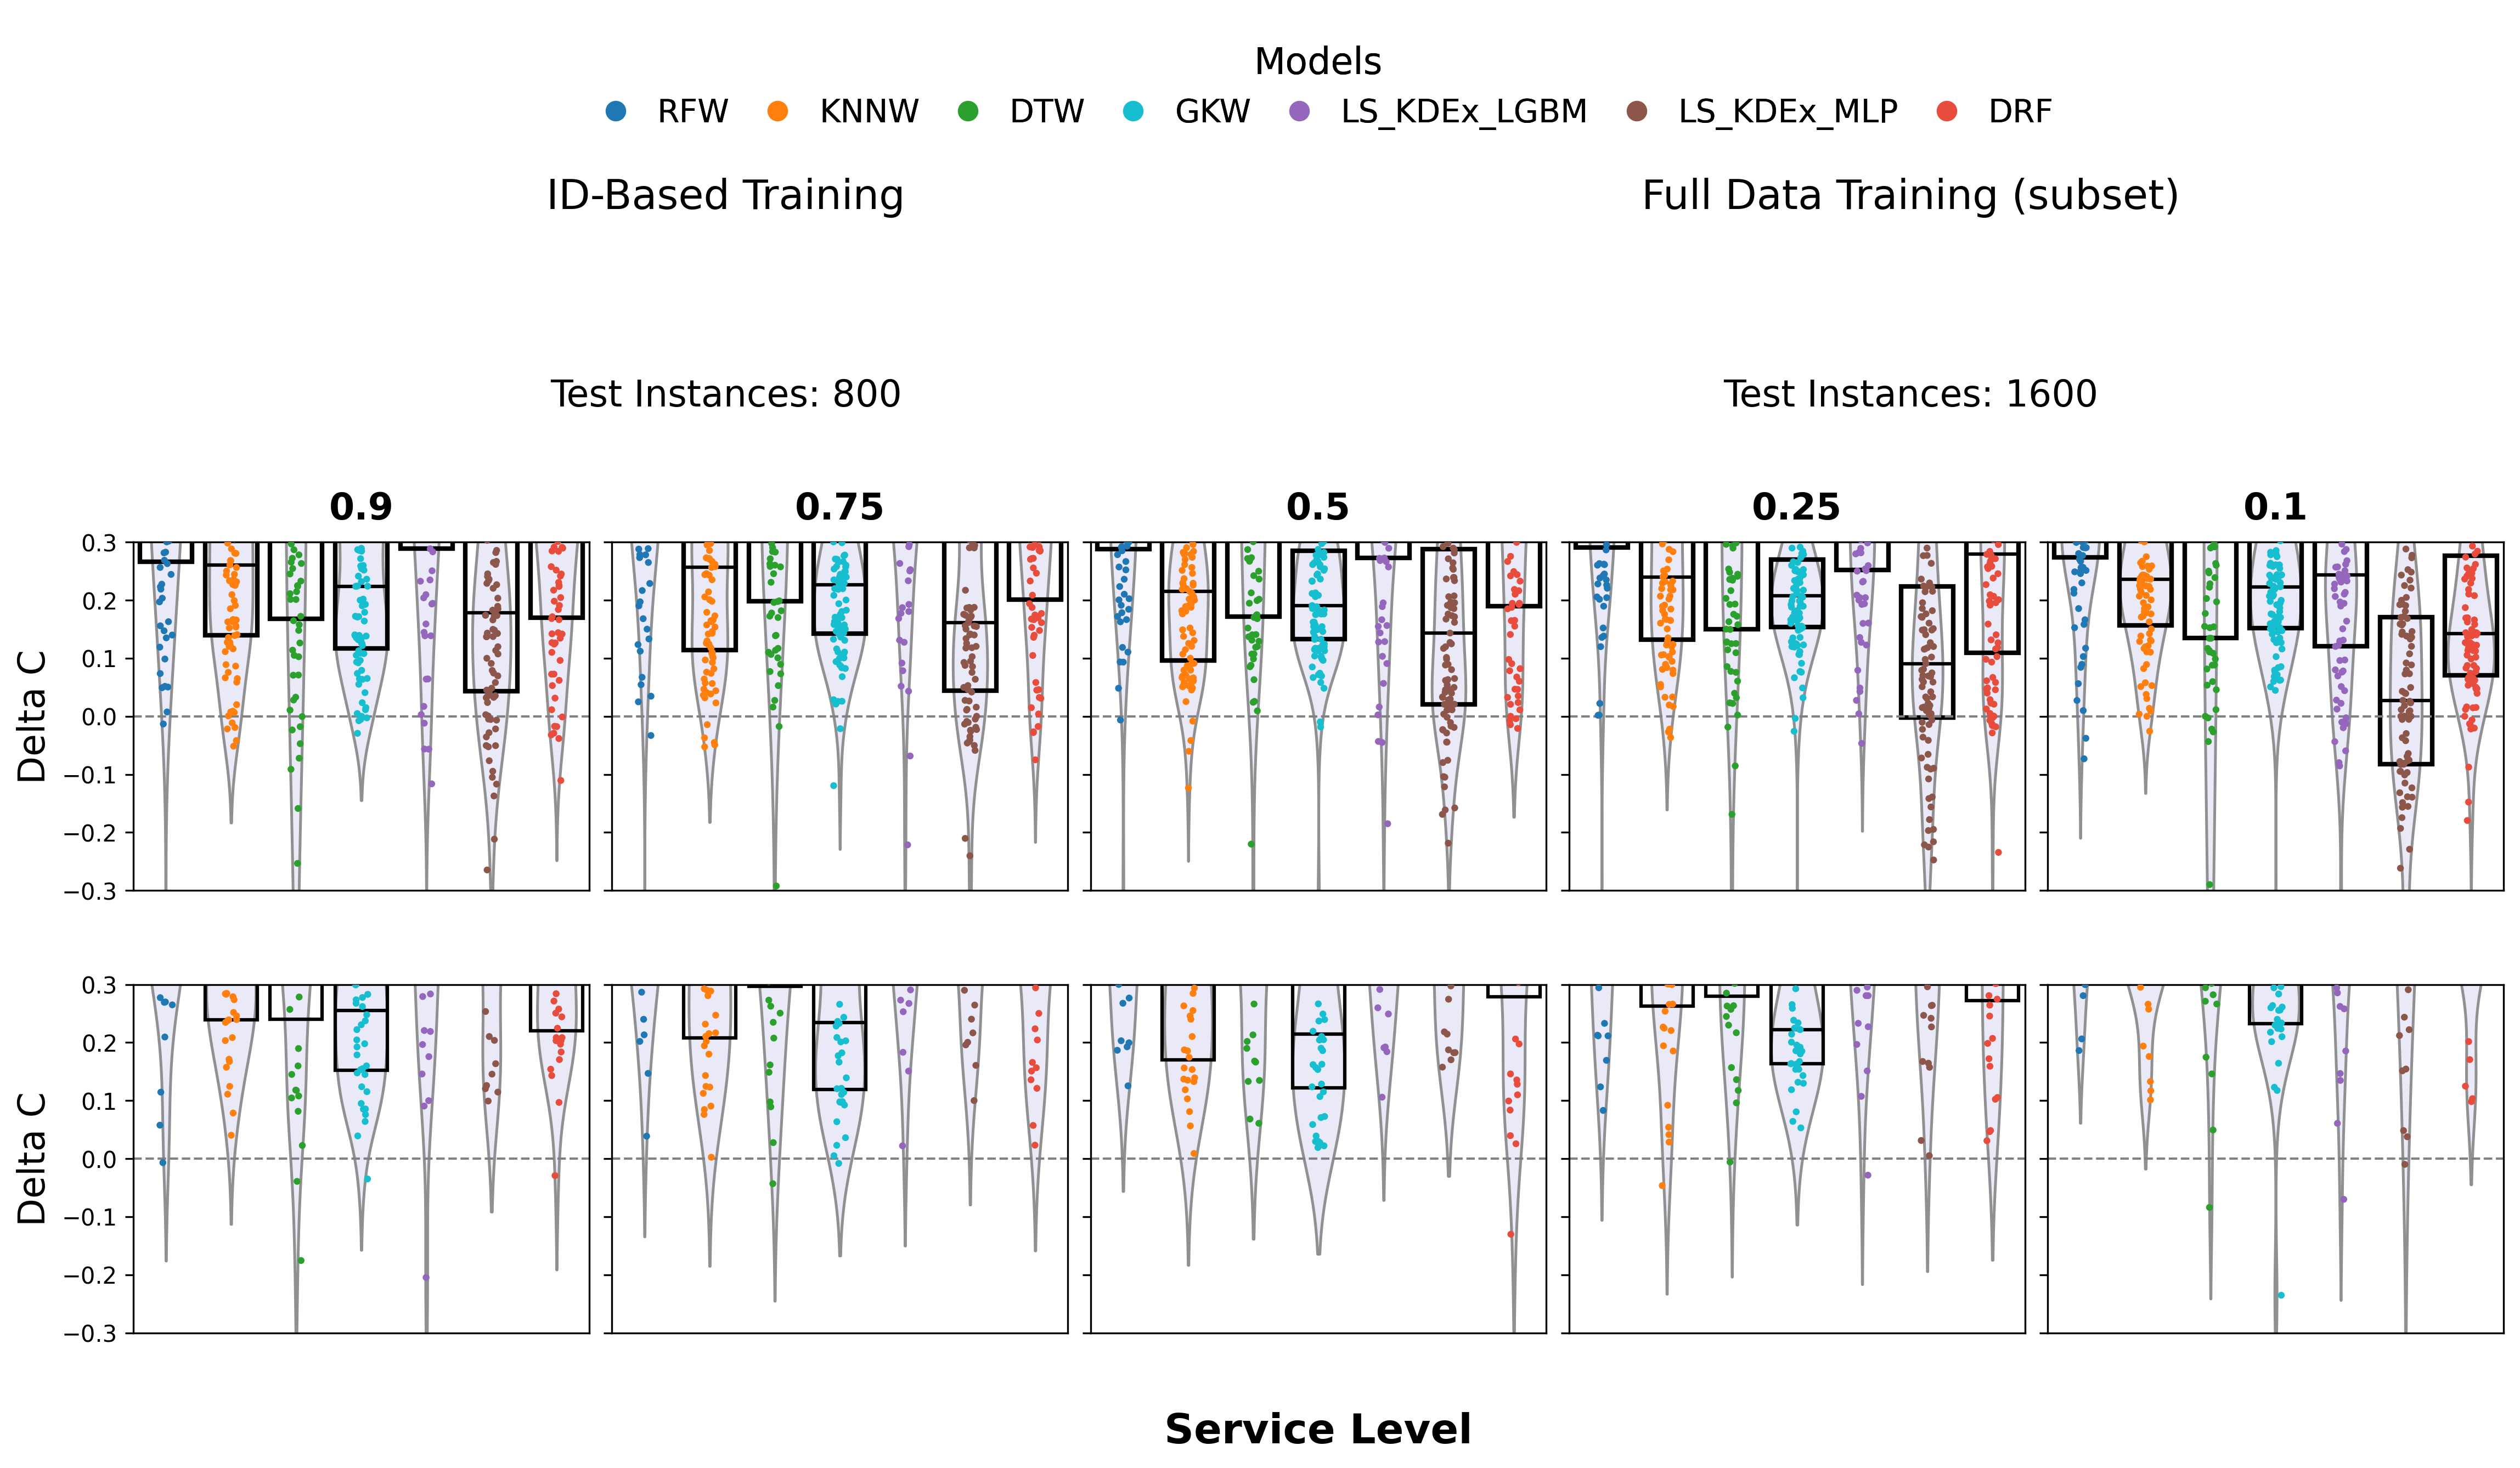 Models
RFW KNNW DTW GKW LS_KDEx_LGBM LS_KDEx_MLP DRF
ID-Based Training Full Data Training (subset)
Test Instances: 800 Test Instances: 1600
0.9 0.75 0.5 0.25 0.1
Delta C
0.3
0.2
0.1
0.0
−0.1
−0.2
−0.3
Delta C
0.3
0.2
0.1
0.0
−0.1
−0.2
−0.3
Service Level